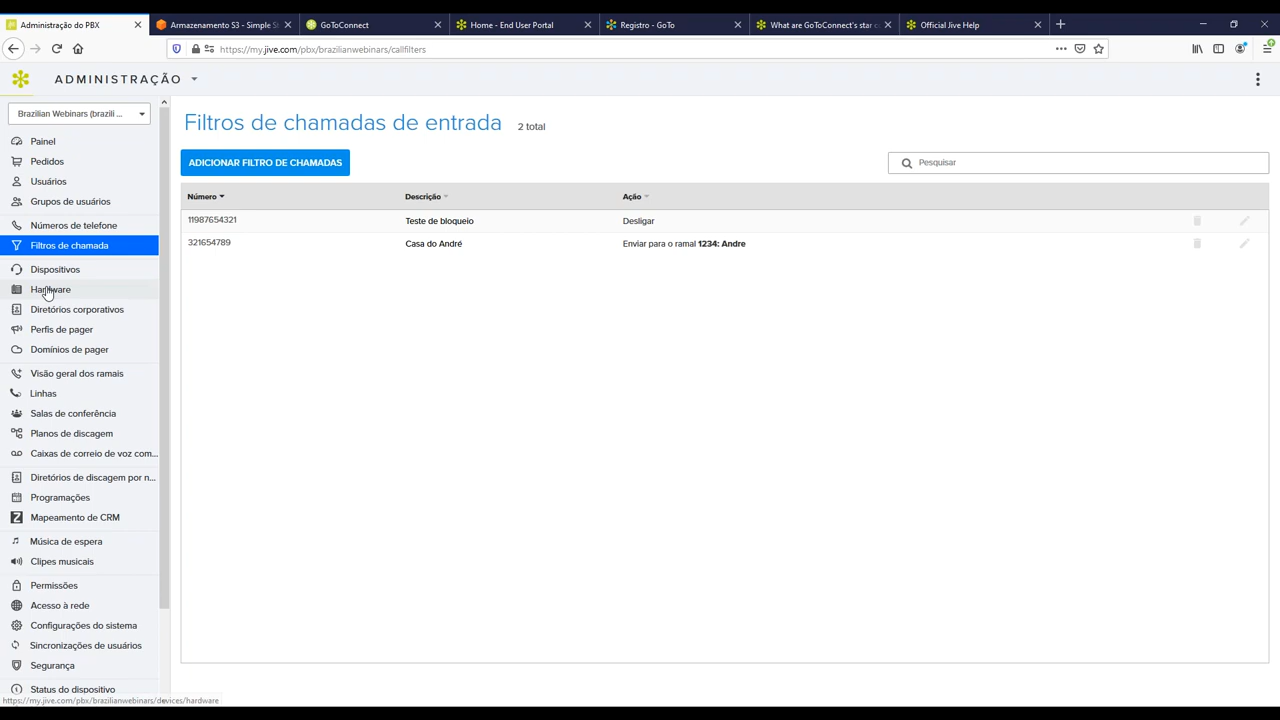 Administração do PBX
Armazenamento S3 - Simple S
GoToConnect
Home - End User Portal
Registro - GoTo
What are GoToConnect's star c
Official Jive Help
https://my.jive.com/pbx/brazilianwebinars/callfilters
ADMINISTRAÇÃO
Brazilian Webinars (brazili ...
Painel
Pedidos
Usuários
Grupos de usuários
Números de telefone
Filtros de chamada
Dispositivos
Hardware
Diretórios corporativos
Perfis de pager
Domínios de pager
Visão geral dos ramais
Linhas
Salas de conferência
Planos de discagem
Caixas de correio de voz com...
Diretórios de discagem por n...
Programações
Mapeamento de CRM
Música de espera
Clipes musicais
Permissões
Acesso à rede
Configurações do sistema
Sincronizações de usuários
Segurança
Status do dispositivo
https://my.jive.com/pbx/brazilianwebinars/devices/hardware
Filtros de chamadas de entrada 2 total
ADICIONAR FILTRO DE CHAMADAS
Pesquisar
Número Descrição Ação
11987654321 Teste de bloqueio Desligar
321654789 Casa do André Enviar para o ramal 1234: Andre